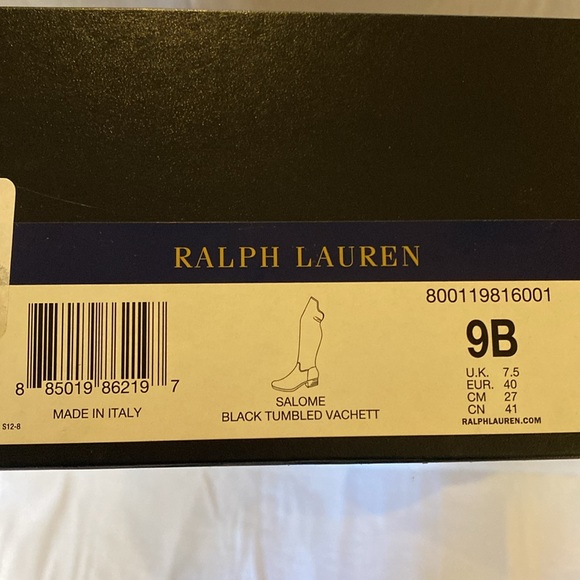 RALPH LAUREN
800119816001
9B
U.K. 7.5
EUR. 40
CM 27
CN 41
RALPHLAUREN.COM
8 85019 86219 7
MADE IN ITALY
S12-8
SALOME
BLACK TUMBLED VACHETT